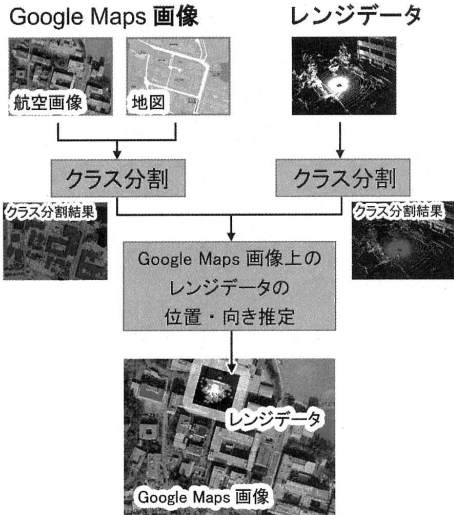 Google Maps 画像
レンジデータ
航空画像
地図
クラス分割
クラス分割
クラス分割結果
クラス分割結果
Google Maps 画像上の
レンジデータの
位置・向き推定
レンジデータ
Google Maps 画像